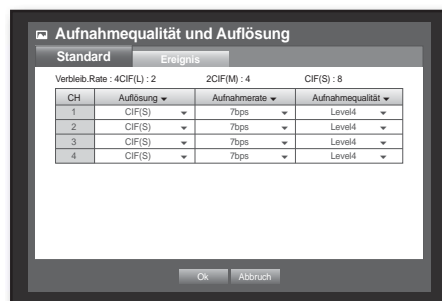 Aufnahmequalität und Auflösung
Standard Ereignis
Verbleib.Rate : 4CIF(L) : 2 2CIF(M) : 4 CIF(S) : 8
CH Auflösung Aufnahmerate Aufnahmequalität
1 CIF(S) 7bps Level4
2 CIF(S) 7bps Level4
3 CIF(S) 7bps Level4
4 CIF(S) 7bps Level4
Ok Abbruch